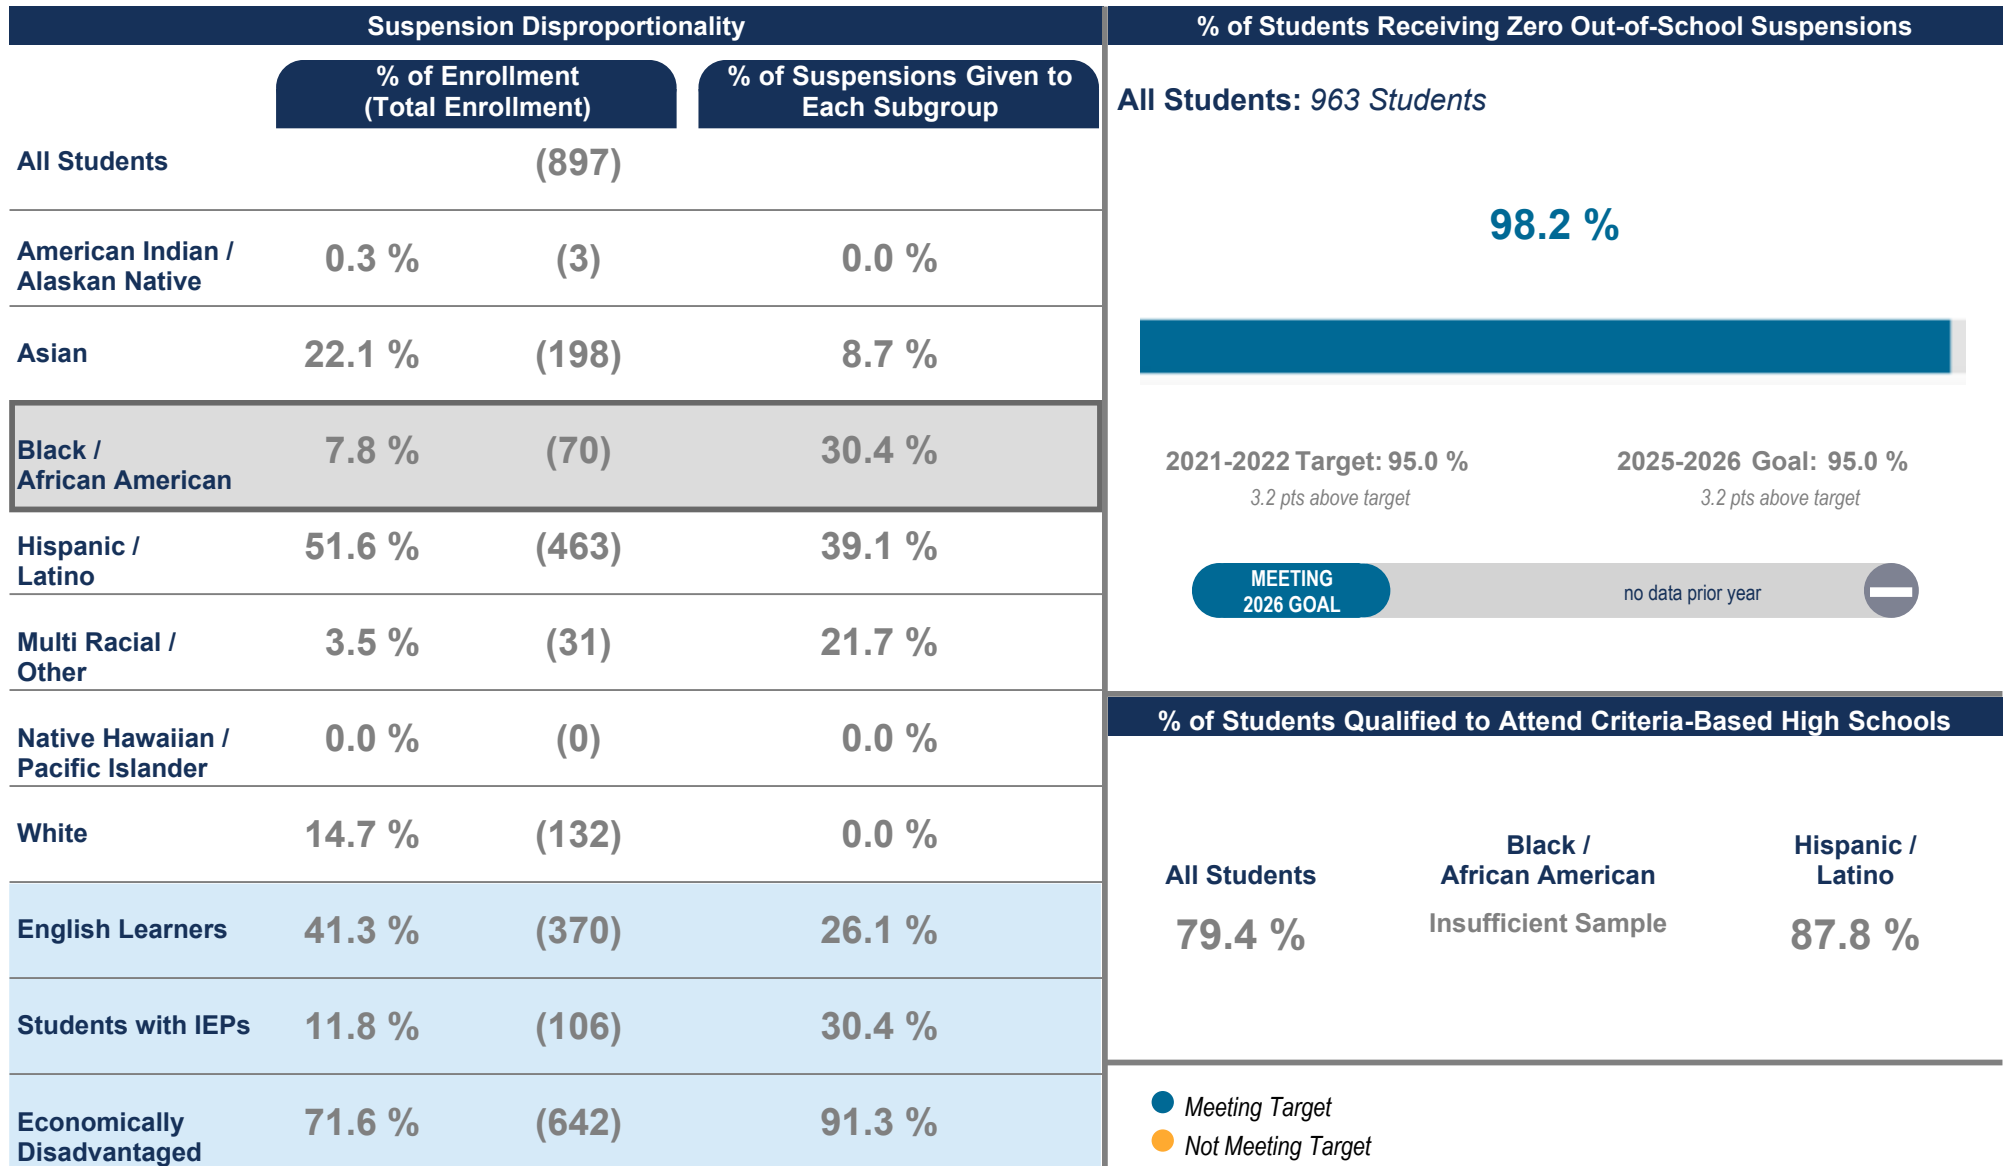 Suspension Disproportionality
% of Enrollment
(Total Enrollment)
% of Suspensions Given to
Each Subgroup
All Students (897)
American Indian /
Alaskan Native
0.3 % (3) 0.0 %
Asian 22.1 % (198) 8.7 %
Black /
African American
7.8 % (70) 30.4 %
Hispanic /
Latino
51.6 % (463) 39.1 %
Multi Racial /
Other
3.5 % (31) 21.7 %
Native Hawaiian /
Pacific Islander
0.0 % (0) 0.0 %
White 14.7 % (132) 0.0 %
English Learners 41.3 % (370) 26.1 %
Students with IEPs 11.8 % (106) 30.4 %
Economically
Disadvantaged
71.6 % (642) 91.3 %
% of Students Receiving Zero Out-of-School Suspensions
All Students: 963 Students
98.2 %
2021-2022 Target: 95.0 %
3.2 pts above target
2025-2026 Goal: 95.0 %
3.2 pts above target
MEETING
2026 GOAL
no data prior year
% of Students Qualified to Attend Criteria-Based High Schools
All Students
79.4 %
Black /
African American
Insufficient Sample
Hispanic /
Latino
87.8 %
Meeting Target
Not Meeting Target